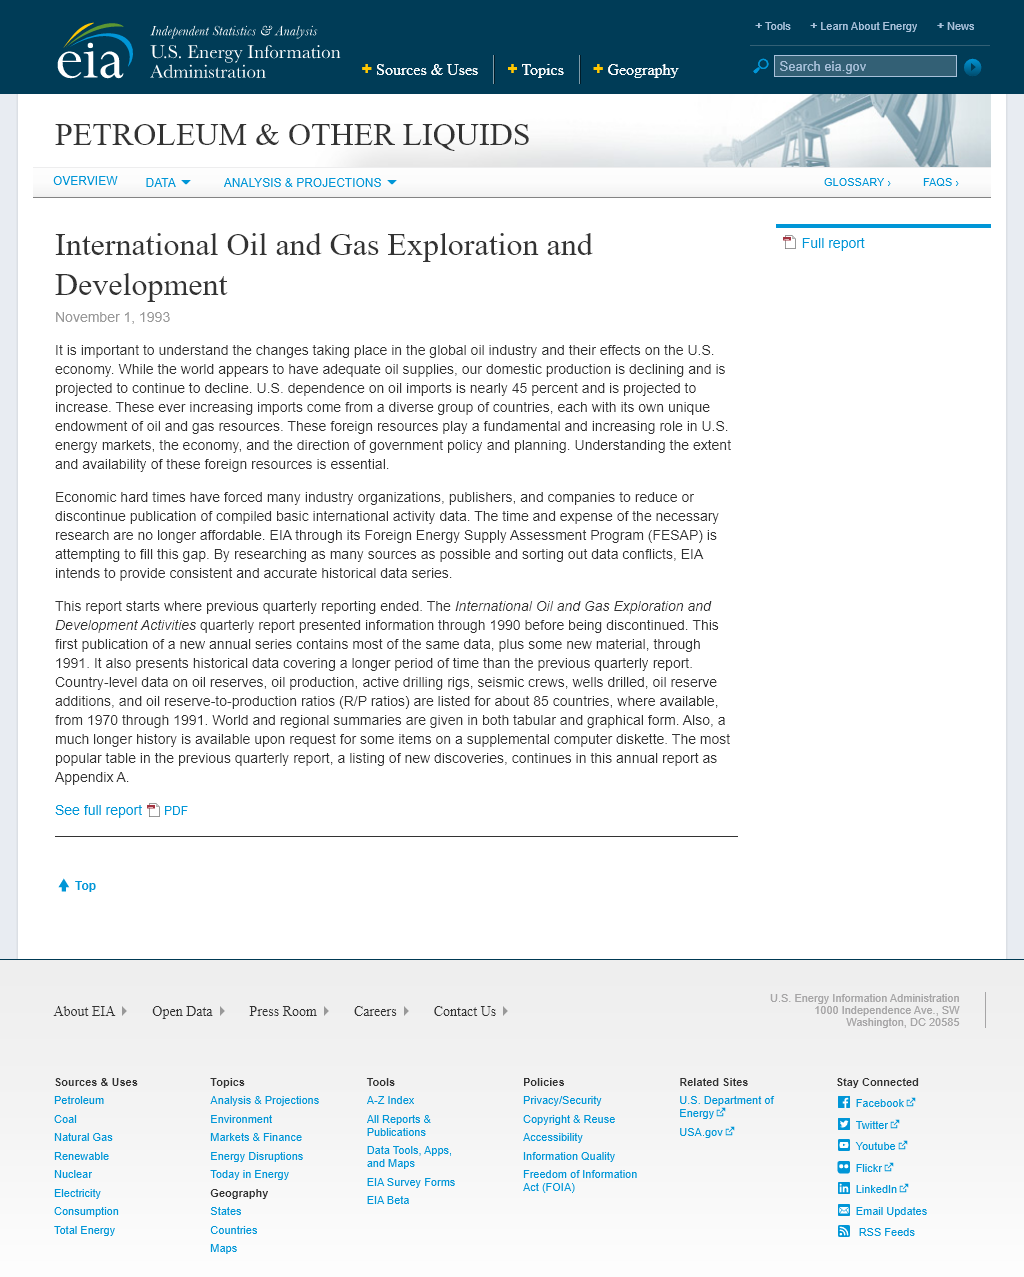 Independent Statistics & Analysis
U.S. Energy Information
Administration
eia
+ Tools + Learn About Energy + News
Search eia.gov
+ Sources & Uses + Topics + Geography
PETROLEUM & OTHER LIQUIDS
OVERVIEW DATA ANALYSIS & PROJECTIONS GLOSSARY › FAQS ›
International Oil and Gas Exploration and
Development
November 1, 1993
Full report
It is important to understand the changes taking place in the global oil industry and their effects on the U.S.
economy. While the world appears to have adequate oil supplies, our domestic production is declining and is
projected to continue to decline. U.S. dependence on oil imports is nearly 45 percent and is projected to
increase. These ever increasing imports come from a diverse group of countries, each with its own unique
endowment of oil and gas resources. These foreign resources play a fundamental and increasing role in U.S.
energy markets, the economy, and the direction of government policy and planning. Understanding the extent
and availability of these foreign resources is essential.
Economic hard times have forced many industry organizations, publishers, and companies to reduce or
discontinue publication of compiled basic international activity data. The time and expense of the necessary
research are no longer affordable. EIA through its Foreign Energy Supply Assessment Program (FESAP) is
attempting to fill this gap. By researching as many sources as possible and sorting out data conflicts, EIA
intends to provide consistent and accurate historical data series.
This report starts where previous quarterly reporting ended. The International Oil and Gas Exploration and
Development Activities quarterly report presented information through 1990 before being discontinued. This
first publication of a new annual series contains most of the same data, plus some new material, through
1991. It also presents historical data covering a longer period of time than the previous quarterly report.
Country-level data on oil reserves, oil production, active drilling rigs, seismic crews, wells drilled, oil reserve
additions, and oil reserve-to-production ratios (R/P ratios) are listed for about 85 countries, where available,
from 1970 through 1991. World and regional summaries are given in both tabular and graphical form. Also, a
much longer history is available upon request for some items on a supplemental computer diskette. The most
popular table in the previous quarterly report, a listing of new discoveries, continues in this annual report as
Appendix A.
See full report PDF
Top
About EIA Open Data Press Room Careers Contact Us
U.S. Energy Information Administration
1000 Independence Ave., SW
Washington, DC 20585
Sources & Uses
Petroleum
Coal
Natural Gas
Renewable
Nuclear
Electricity
Consumption
Total Energy
Topics
Analysis & Projections
Environment
Markets & Finance
Energy Disruptions
Today in Energy
Geography
States
Countries
Maps
Tools
A-Z Index
All Reports &
Publications
Data Tools, Apps,
and Maps
EIA Survey Forms
EIA Beta
Policies
Privacy/Security
Copyright & Reuse
Accessibility
Information Quality
Freedom of Information
Act (FOIA)
Related Sites
U.S. Department of
Energy
USA.gov
Stay Connected
Facebook
Twitter
Youtube
Flickr
LinkedIn
Email Updates
RSS Feeds